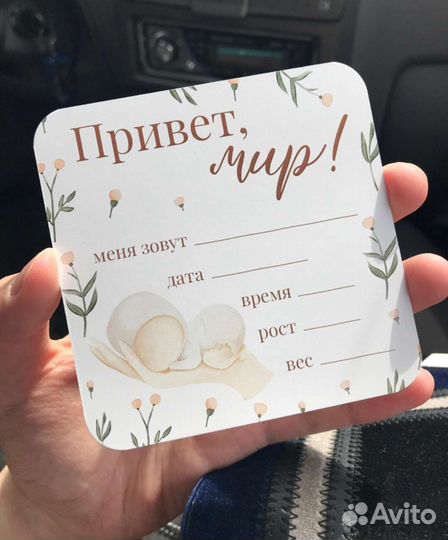 Привет,
мир!
меня зовут
дата
время
рост
вес
Avito